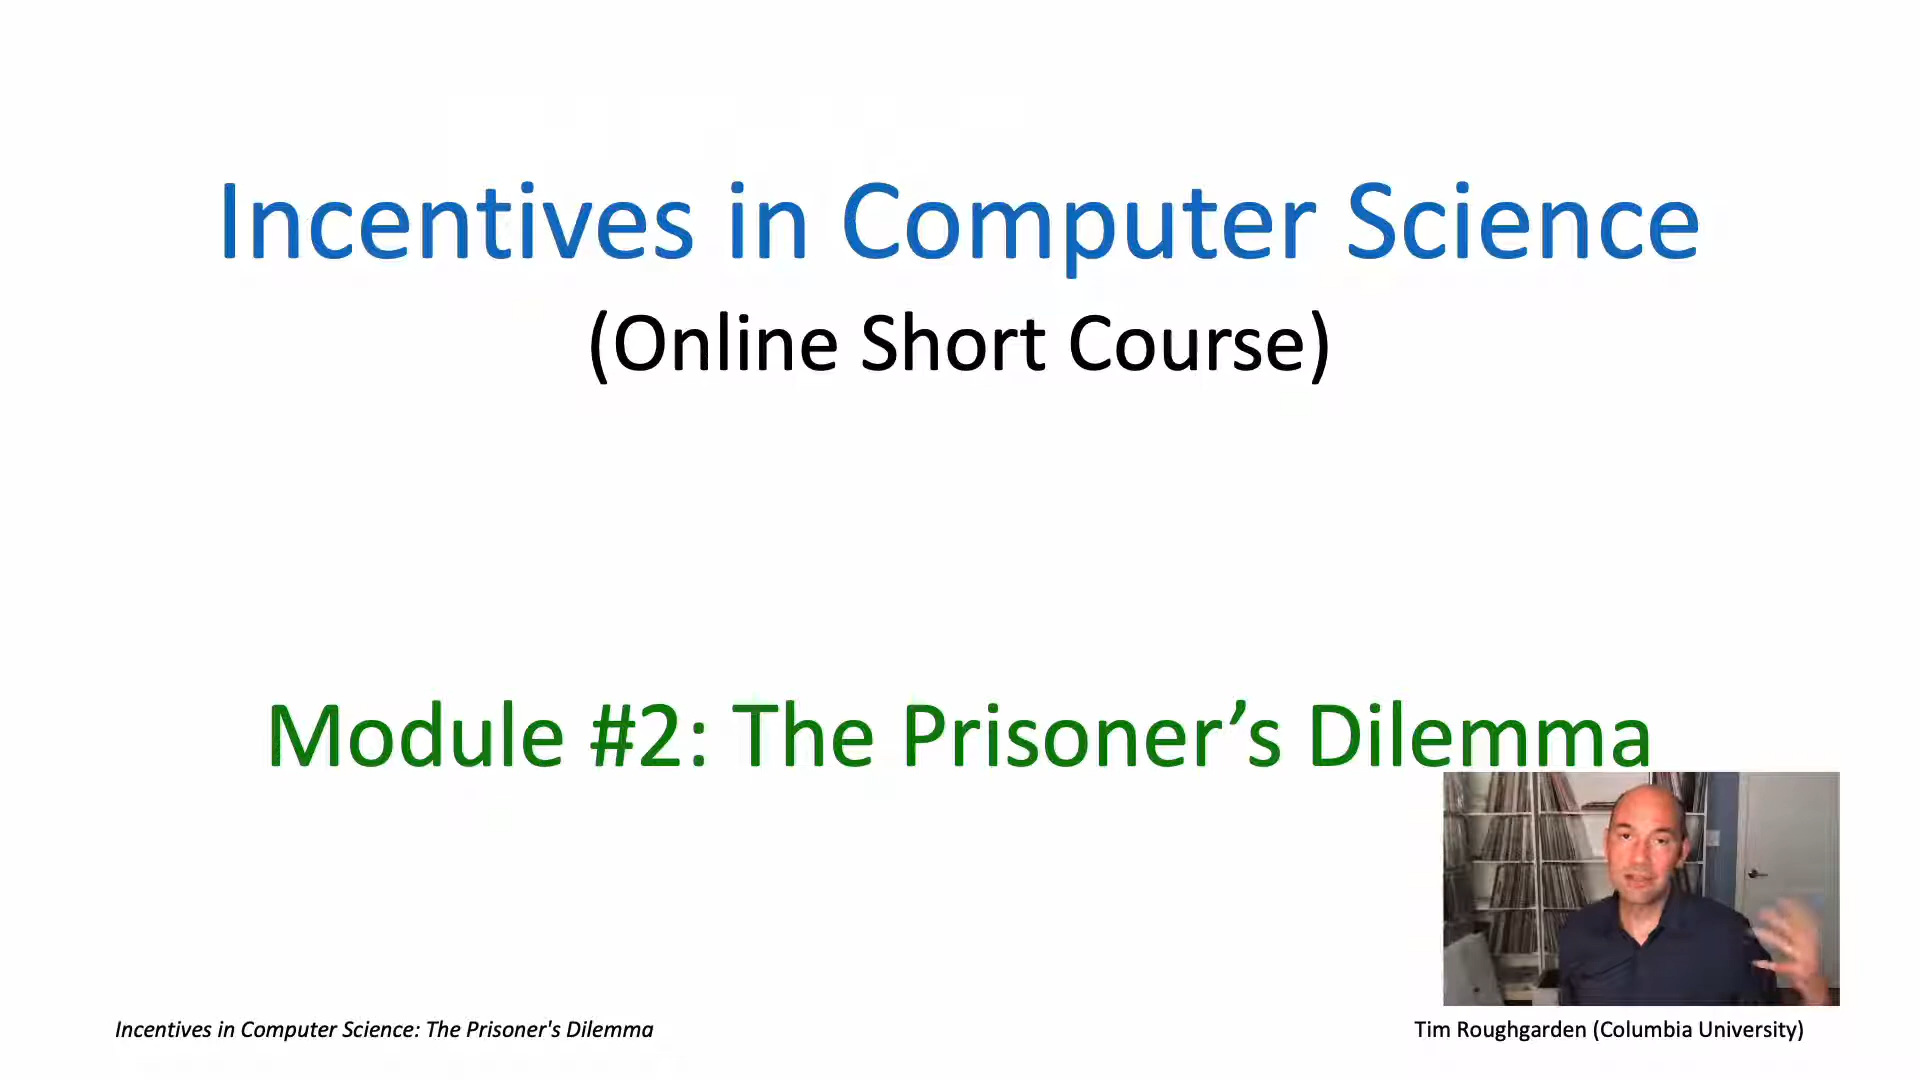 Incentives in Computer Science
(Online Short Course)
Module #2: The Prisoner’s Dilemma
Incentives in Computer Science: The Prisoner's Dilemma
Tim Roughgarden (Columbia University)